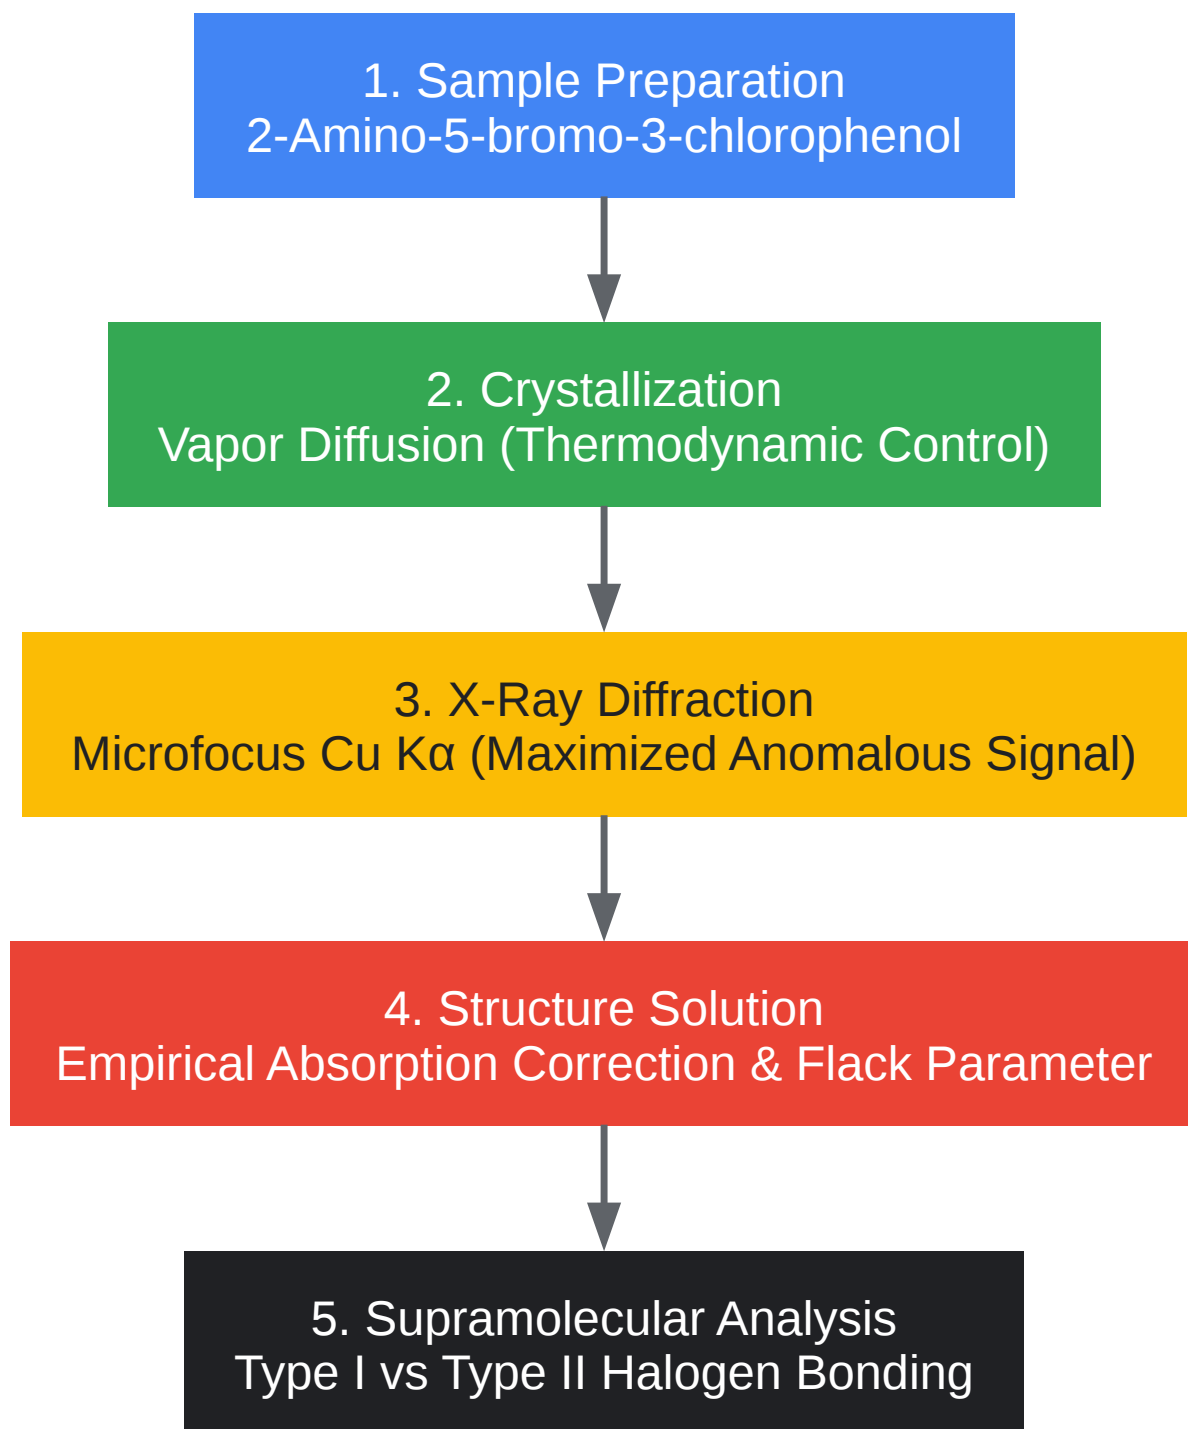 1. Sample Preparation
2-Amino-5-bromo-3-chlorophenol
2. Crystallization
Vapor Diffusion (Thermodynamic Control)
3. X-Ray Diffraction
Microfocus Cu Kα (Maximized Anomalous Signal)
4. Structure Solution
Empirical Absorption Correction & Flack Parameter
5. Supramolecular Analysis
Type I vs Type II Halogen Bonding